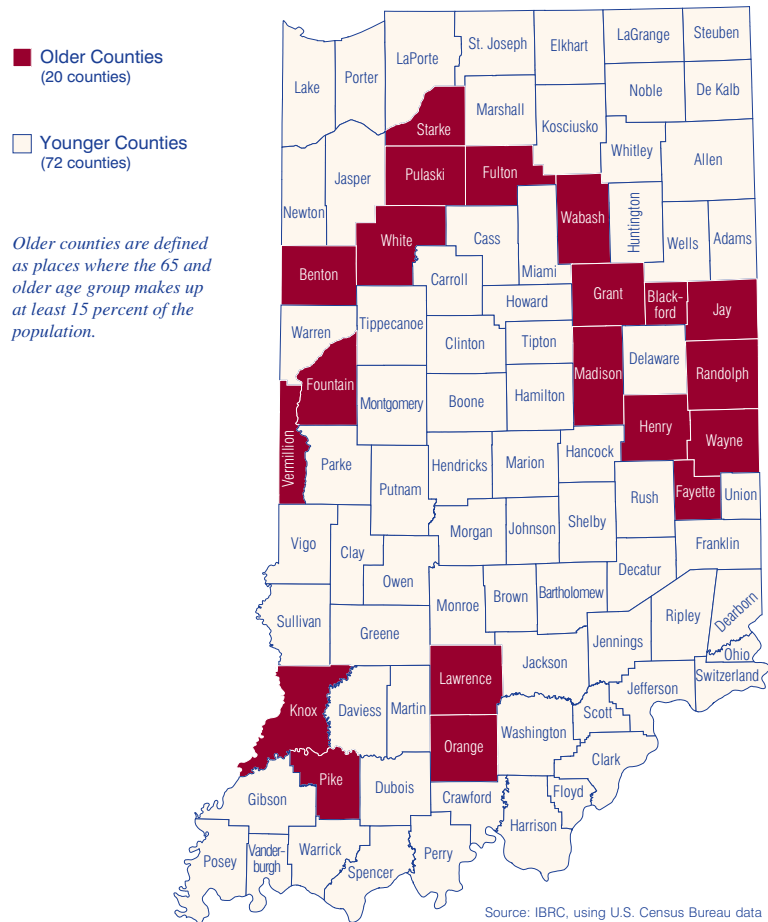 Older Counties
(20 counties)
Younger Counties
(72 counties)
Older counties are defined
as places where the 65 and
older age group makes up
at least 15 percent of the
population.
Lake
Porter
LaPorte
St. Joseph
Elkhart
LaGrange
Steuben
Noble
De Kalb
Starke
Marshall
Kosciusko
Whitley
Allen
Newton
Jasper
Pulaski
Fulton
Wabash
Huntington
Wells
Adams
White
Cass
Miami
Benton
Carroll
Howard
Grant
Black-
ford
Jay
Warren
Tippecanoe
Clinton
Tipton
Madison
Delaware
Randolph
Fountain
Montgomery
Boone
Hamilton
Henry
Wayne
Vermillion
Parke
Putnam
Hendricks
Marion
Hancock
Rush
Fayette
Union
Vigo
Clay
Owen
Morgan
Johnson
Shelby
Decatur
Franklin
Sullivan
Greene
Monroe
Brown
Bartholomew
Jennings
Ripley
Dearborn
Ohio
Switzerland
Knox
Daviess
Martin
Lawrence
Jackson
Jefferson
Scott
Orange
Washington
Clark
Pike
Gibson
Dubois
Crawford
Floyd
Harrison
Posey
Vander-
burgh
Warrick
Spencer
Perry
Source: IBRC, using U.S. Census Bureau data